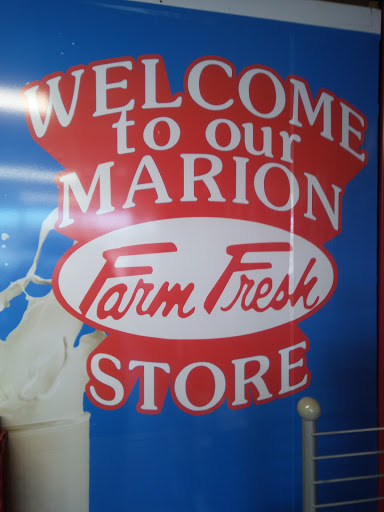 WELCOME
to our
MARION
Farm Fresh
STORE